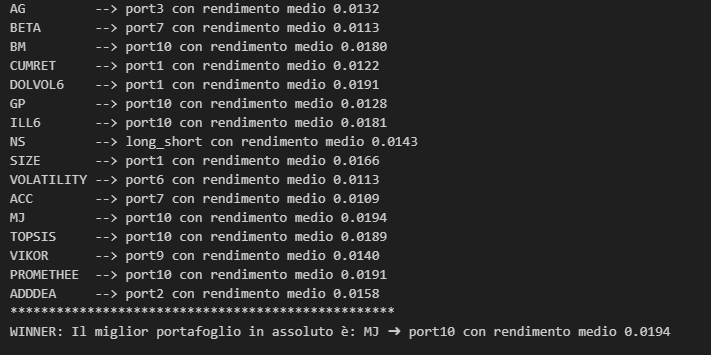 AG         --> port3 con rendimento medio 0.0132
BETA       --> port7 con rendimento medio 0.0113
BM         --> port10 con rendimento medio 0.0180
CUMRET     --> port1 con rendimento medio 0.0122
DOLVOL6    --> port1 con rendimento medio 0.0191
GP         --> port10 con rendimento medio 0.0128
ILL6       --> port10 con rendimento medio 0.0181
NS         --> long_short con rendimento medio 0.0143
SIZE       --> port1 con rendimento medio 0.0166
VOLATILITY --> port6 con rendimento medio 0.0113
ACC        --> port7 con rendimento medio 0.0109
MJ         --> port10 con rendimento medio 0.0194
TOPSIS     --> port10 con rendimento medio 0.0189
VIKOR      --> port9 con rendimento medio 0.0140
PROMETHEE  --> port10 con rendimento medio 0.0191
ADDDEA     --> port2 con rendimento medio 0.0158
**************************************************
WINNER: Il miglior portafoglio in assoluto è: MJ ➜ port10 con rendimento medio 0.0194